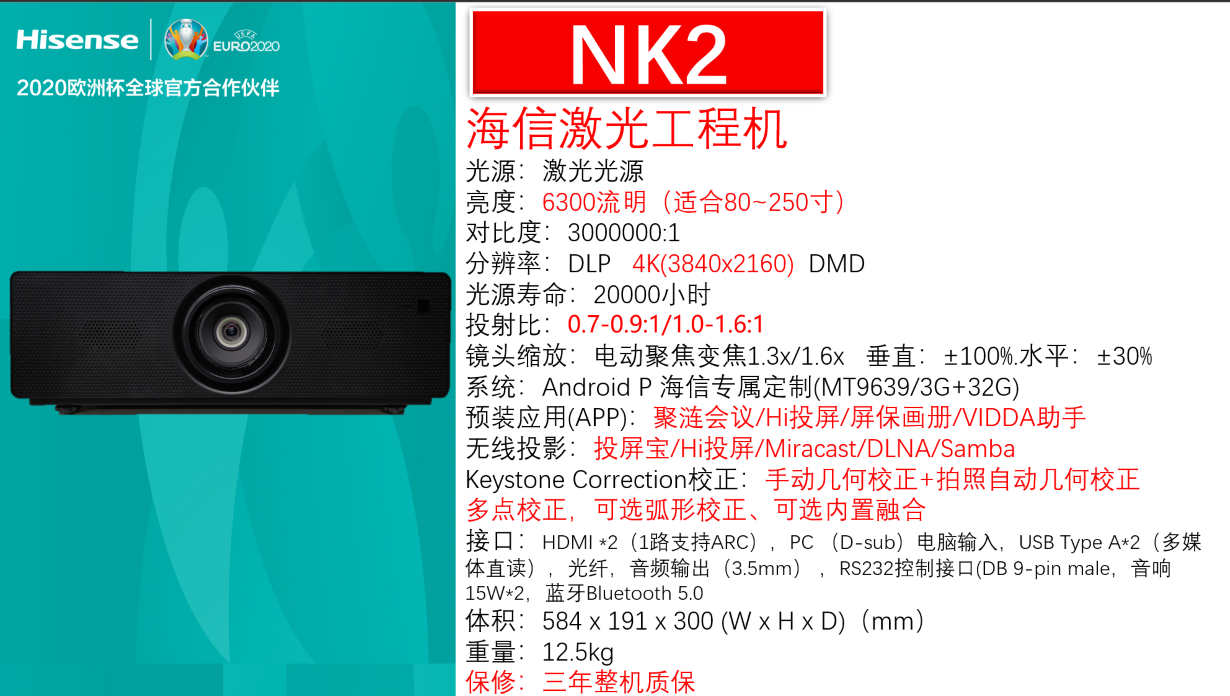 Hisense
UEFA
EURO2020
2020欧洲杯全球官方合作伙伴
NK2
海信激光工程机
光源：激光光源
亮度：6300流明（适合80~250寸）
对比度：3000000:1
分辨率：DLP 4K(3840x2160) DMD
光源寿命：20000小时
投射比：0.7-0.9:1/1.0-1.6:1
镜头缩放：电动聚焦变焦1.3x/1.6x 垂直：±100%.水平：±30%
系统：Android P 海信专属定制(MT9639/3G+32G)
预装应用(APP)：聚涟会议/Hi投屏/屏保画册/VIDDA助手
无线投影：投屏宝/Hi投屏/Miracast/DLNA/Samba
Keystone Correction校正：手动几何校正+拍照自动几何校正
多点校正，可选弧形校正、可选内置融合
接口：HDMI *2（1路支持ARC），PC （D-sub）电脑输入，USB Type A*2（多媒
体直读），光纤，音频输出（3.5mm），RS232控制接口(DB 9-pin male，音响
15W*2，蓝牙Bluetooth 5.0
体积：584 x 191 x 300 (W x H x D)（mm）
重量：12.5kg
保修：三年整机质保